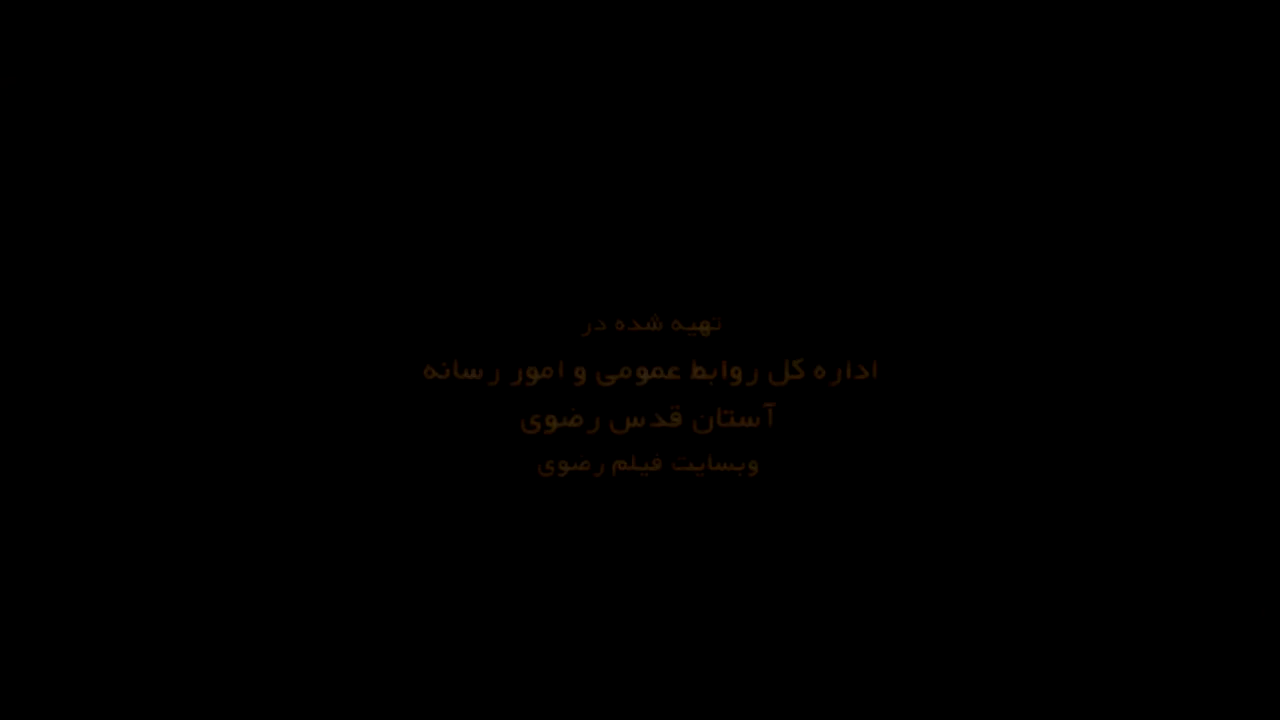 تهیه شده در
اداره کل روابط عمومی و امور رسانه
آستان قدس رضوی
وبسایت فیلم رضوی